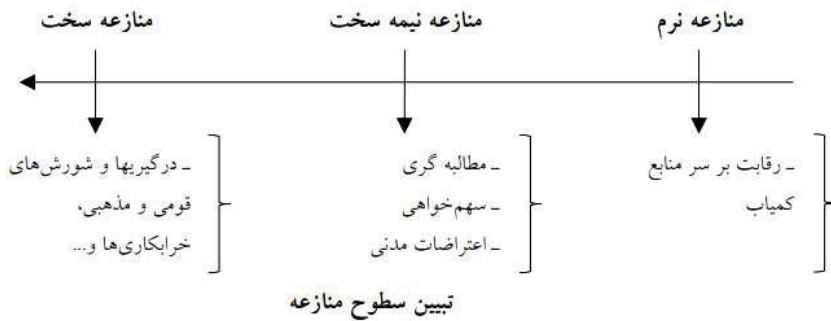 منازعه نرم
منازعه نیمه سخت
منازعه سخت
ـ رقابت بر سر منابع
کمیاب
ـ مطالبه گری
ـ سهم‌خواهی
ـ اعتراضات مدنی
ـ درگیریها و شورش‌های
قومی و مذهبی،
خرابکاری‌ها و...
تبیین سطوح منازعه